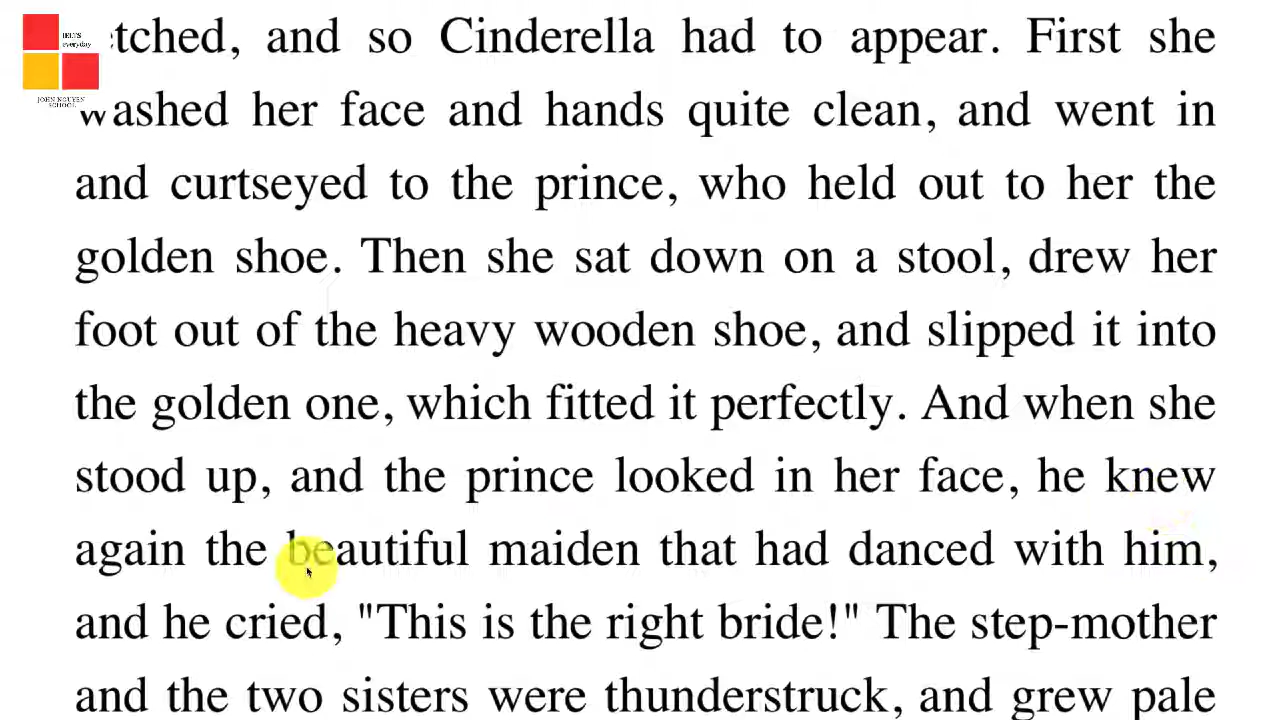 IELTS
everyday
JOHN NGUYEN
SCHOOL
and so Cinderella had to appear. First she
washed her face and hands quite clean, and went in
and curtseyed to the prince, who held out to her the
golden shoe. Then she sat down on a stool, drew her
foot out of the heavy wooden shoe, and slipped it into
the golden one, which fitted it perfectly. And when she
stood up, and the prince looked in her face, he knew
again the beautiful maiden that had danced with him,
and he cried, "This is the right bride!" The step-mother
and the two sisters were thunderstruck, and grew pale